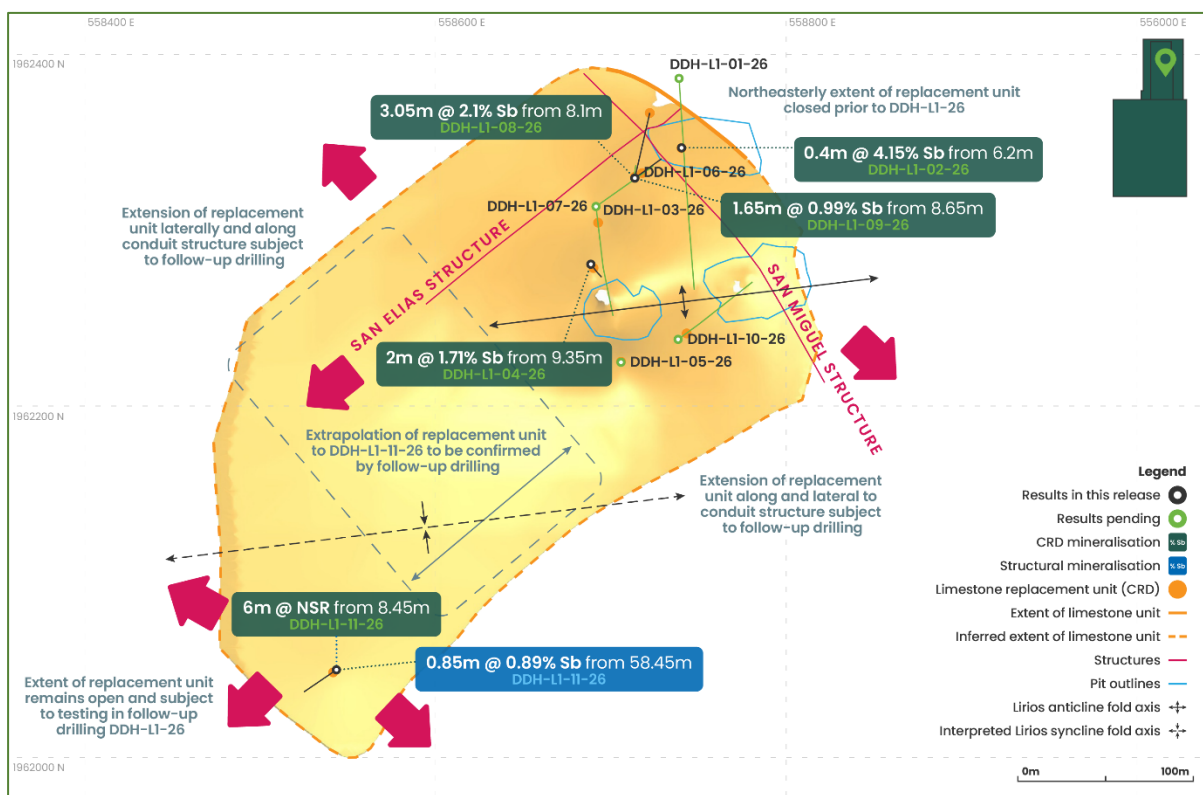 558400 E
558600 E
558800 E
556000 E
1962400 N
DDH-L1-01-26
Northeasterly extent of replacement unit
closed prior to DDH-L1-26
3.05m @ 2.1% Sb from 8.1m
DDH-L1-08-26
0.4m @ 4.15% Sb from 6.2m
DDH-L1-02-26
DDH-L1-06-26
1.65m @ 0.99% Sb from 8.65m
DDH-L1-09-26
DDH-L1-07-26
DDH-L1-03-26
Extension of replacement
unit laterally and along
conduit structure subject
to follow-up drilling
SAN ELIAS STRUCTURE
SAN MIGUEL STRUCTURE
DDH-L1-10-26
2m @ 1.71% Sb from 9.35m
DDH-L1-04-26
DDH-L1-05-26
1962200 N
Extrapolation of replacement unit
to DDH-L1-11-26 to be confirmed
by follow-up drilling
Extension of replacement
unit along and lateral to
conduit structure subject
to follow-up drilling
6m @ NSR from 8.45m
DDH-L1-11-26
0.85m @ 0.89% Sb from 58.45m
DDH-L1-11-26
Extent of replacement unit
remains open and subject
to testing in follow-up
drilling DDH-L1-26
1962000 N
Legend
Results in this release
Results pending
CRD mineralisation
% Sb
Structural mineralisation
% Sb
Limestone replacement unit (CRD)
Extent of limestone unit
Inferred extent of limestone unit
Structures
Pit outlines
Lirios anticline fold axis
Interpreted Lirios syncline fold axis
0m
100m